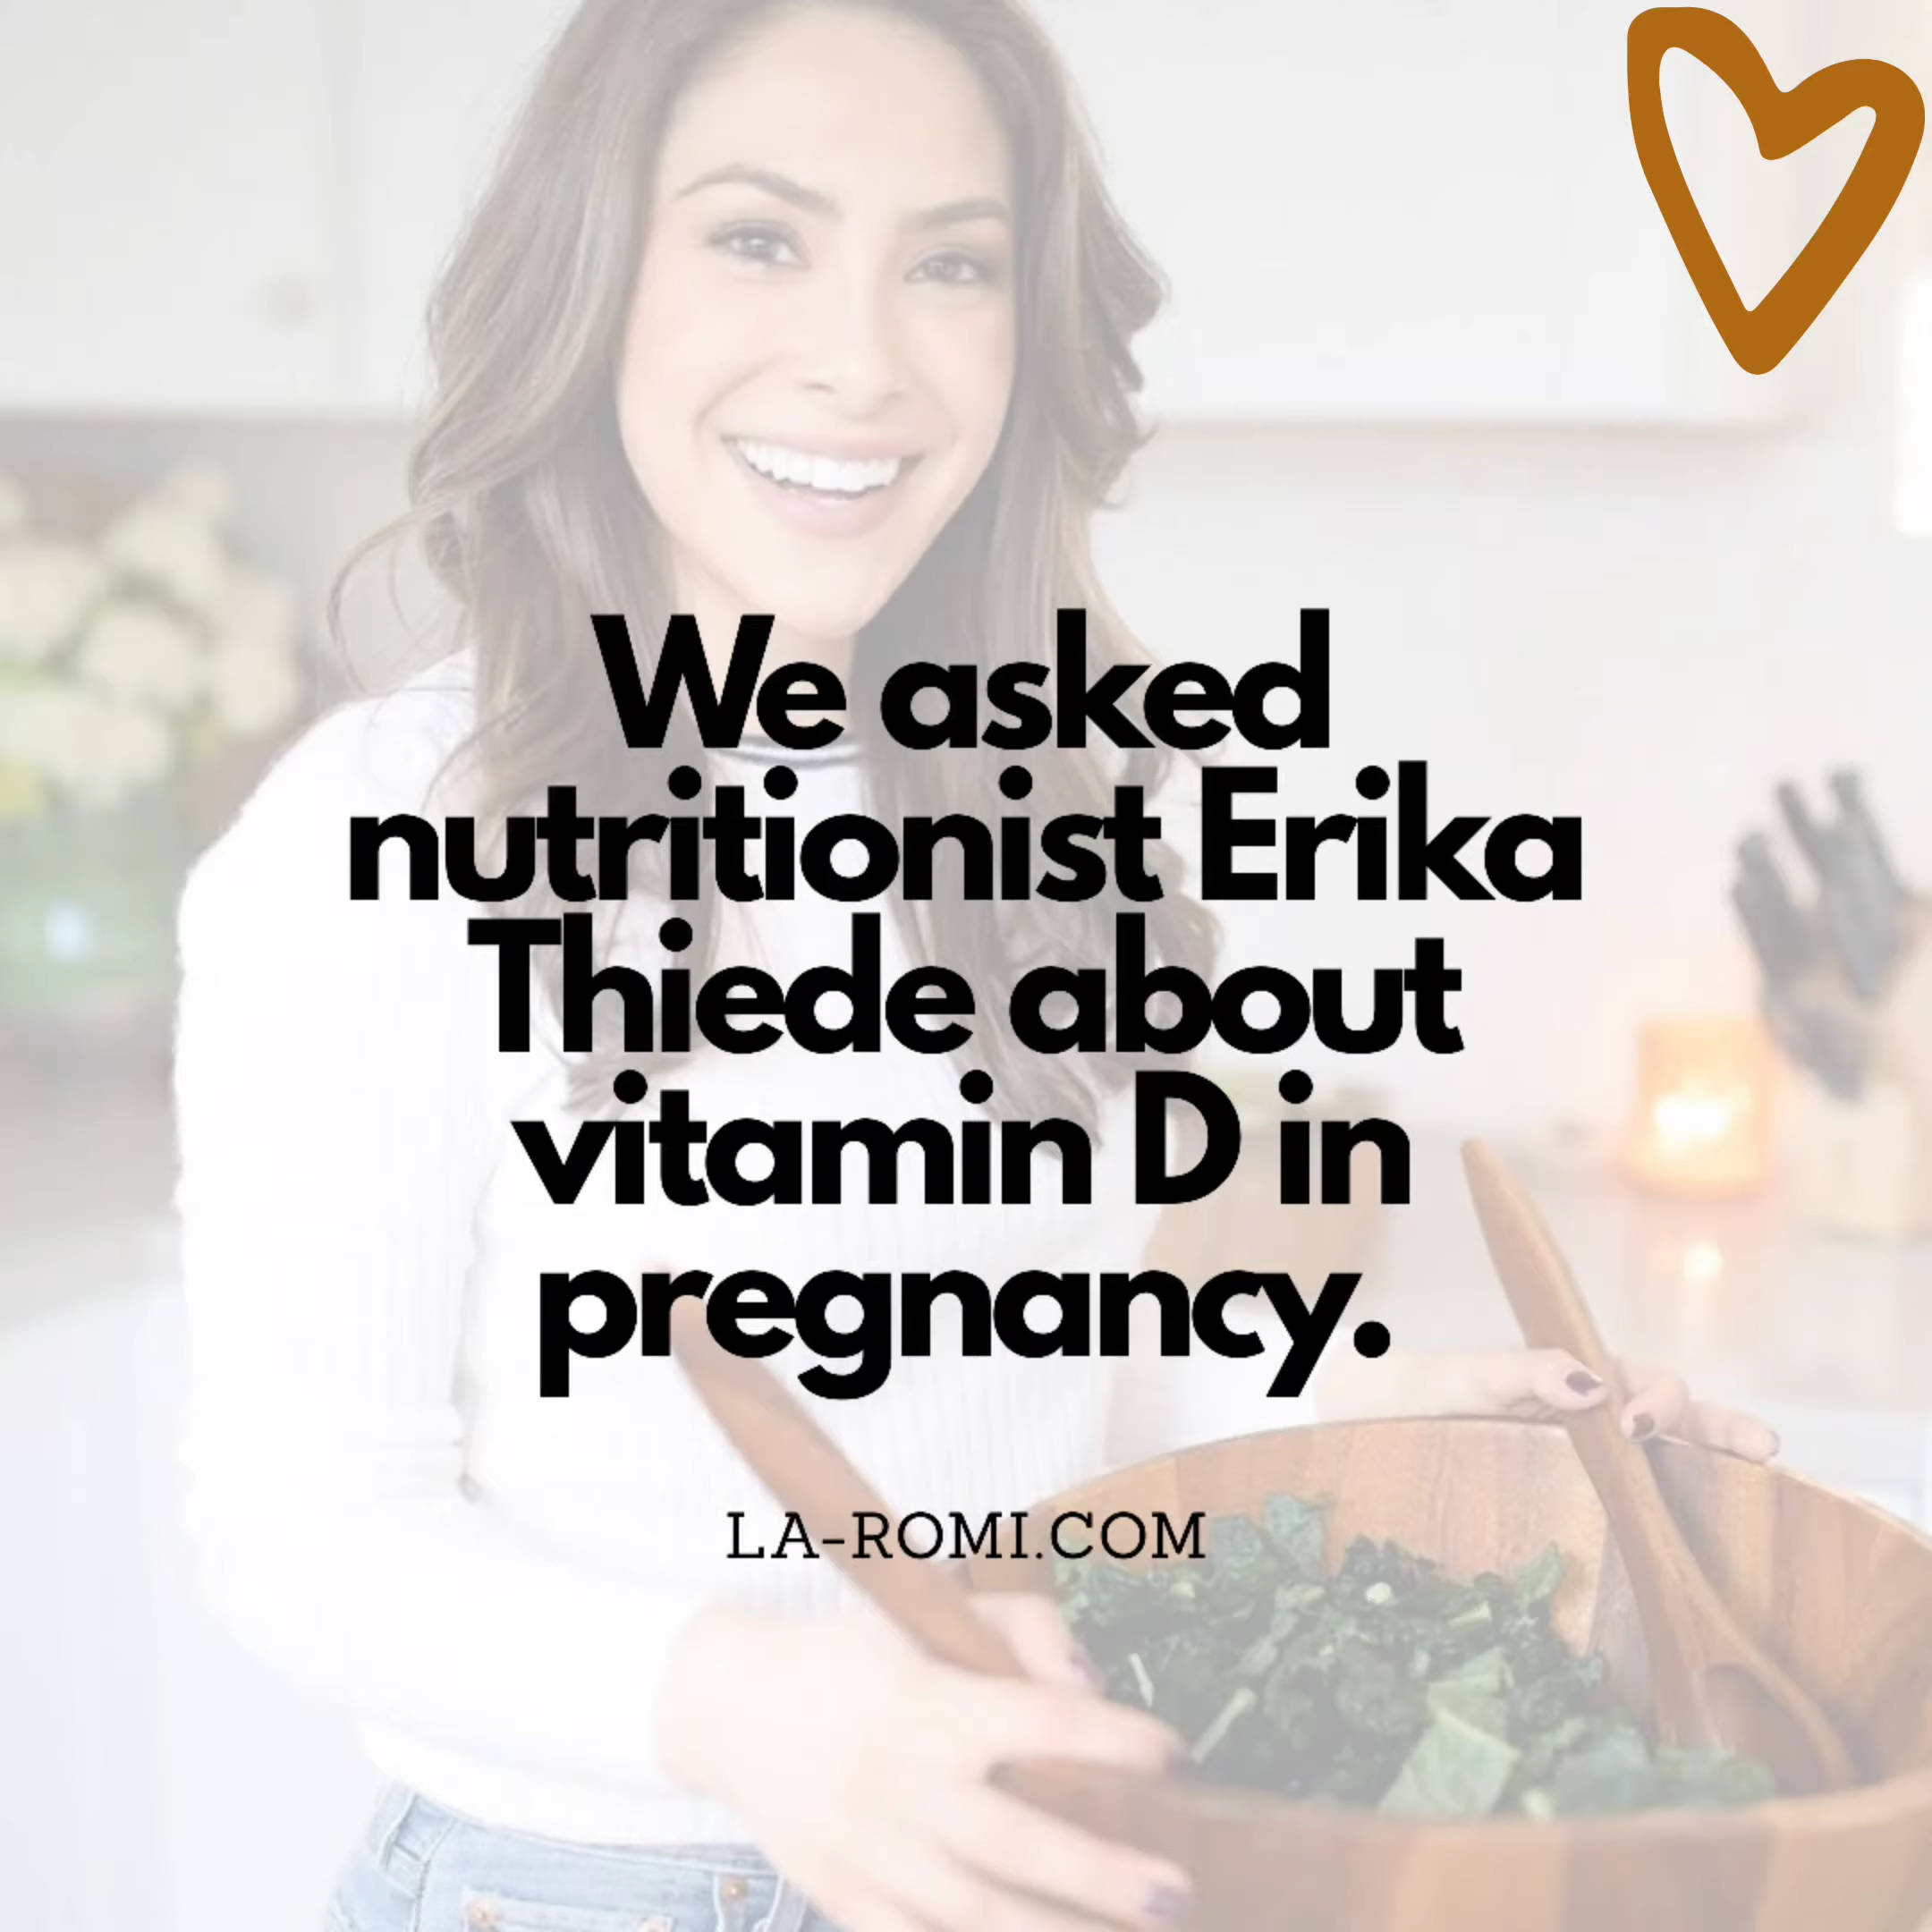 We asked
nutritionist Erika
Thiede about
vitamin D in
pregnancy.
LA-ROMI.COM